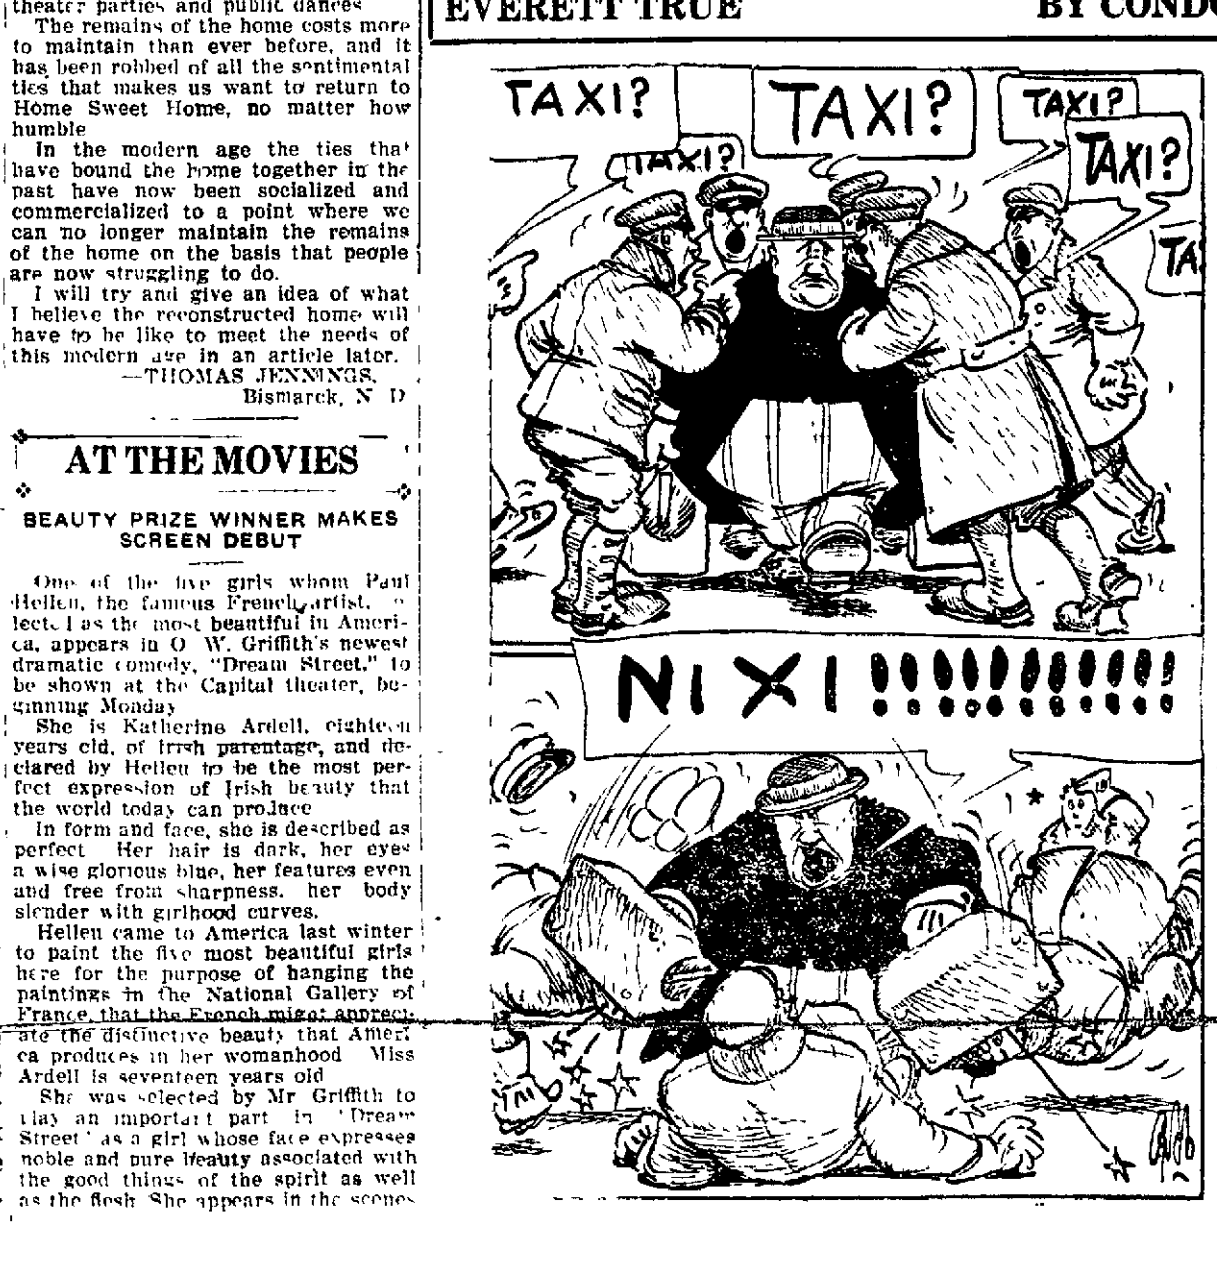 theater parties and public dances
The remains of the home costs more
to maintain than ever before, and it
has been robbed of all the sentimental
ties that makes us want to return to
Home Sweet Home, no matter how
humble
In the modern age the ties that
have bound the home together in the
past have now been socialized and
commercialized to a point where we
can no longer maintain the remains
of the home on the basis that people
are now struggling to do.
I will try and give an idea of what
I believe the reconstructed home will
have to be like to meet the needs of
this modern age in an article later.
—THOMAS JENNINGS,
Bismarck, N D
AT THE MOVIES
BEAUTY PRIZE WINNER MAKES
SCREEN DEBUT
One of the five girls whom Paul
Hellen, the famous French artist,
as the most beautiful in Ameri-
ca, appears in O W. Griffith's newest
dramatic comedy, "Dream Street," to
be shown at the Capital theater, be-
ginning Monday
She is Katherine Ardell, eighteen
years old, of Irish parentage, and de-
clared by Hellen to be the most per-
fect expression of Irish beauty that
the world today can produce
In form and face, she is described as
perfect Her hair is dark, her eyes
a wise glorious blue, her features even
and free from sharpness, her body
slender with girlhood curves.
Hellen came to America last winter
to paint the five most beautiful girls
here for the purpose of hanging the
paintings in the National Gallery of
France, that the French might appreci-
ate the distinctive beauty that Ameri
ca produces in her womanhood Miss
Ardell is seventeen years old
She was selected by Mr Griffith to
play an important part in 'Dream
Street' as a girl whose face expresses
noble and pure beauty associated with
the good things of the spirit as well
as the flesh She appears in the scenes
EVERETT TRUE BY COND
TAXI?
TAXI?
TAXI?
TAXI?
TAXI?
TA
NIXI!!!!!!!!!!!